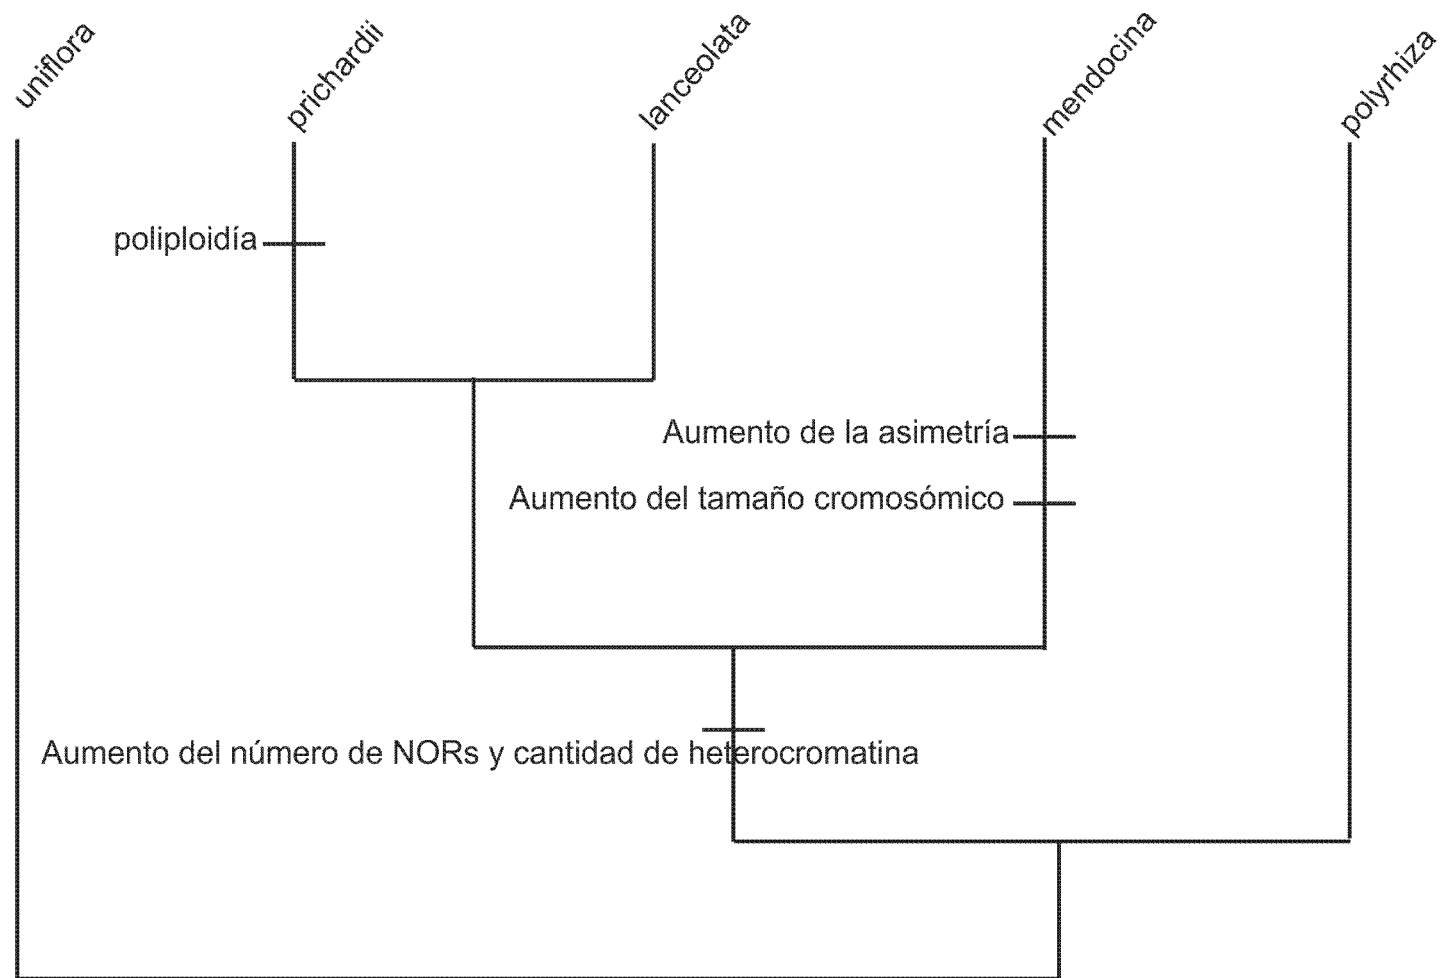 uniflora
prichardii
lanceolata
mendocina
polyrhiza
poliploidía
Aumento de la asimetría
Aumento del tamaño cromosómico
Aumento del número de NORs y cantidad de heterocromatina